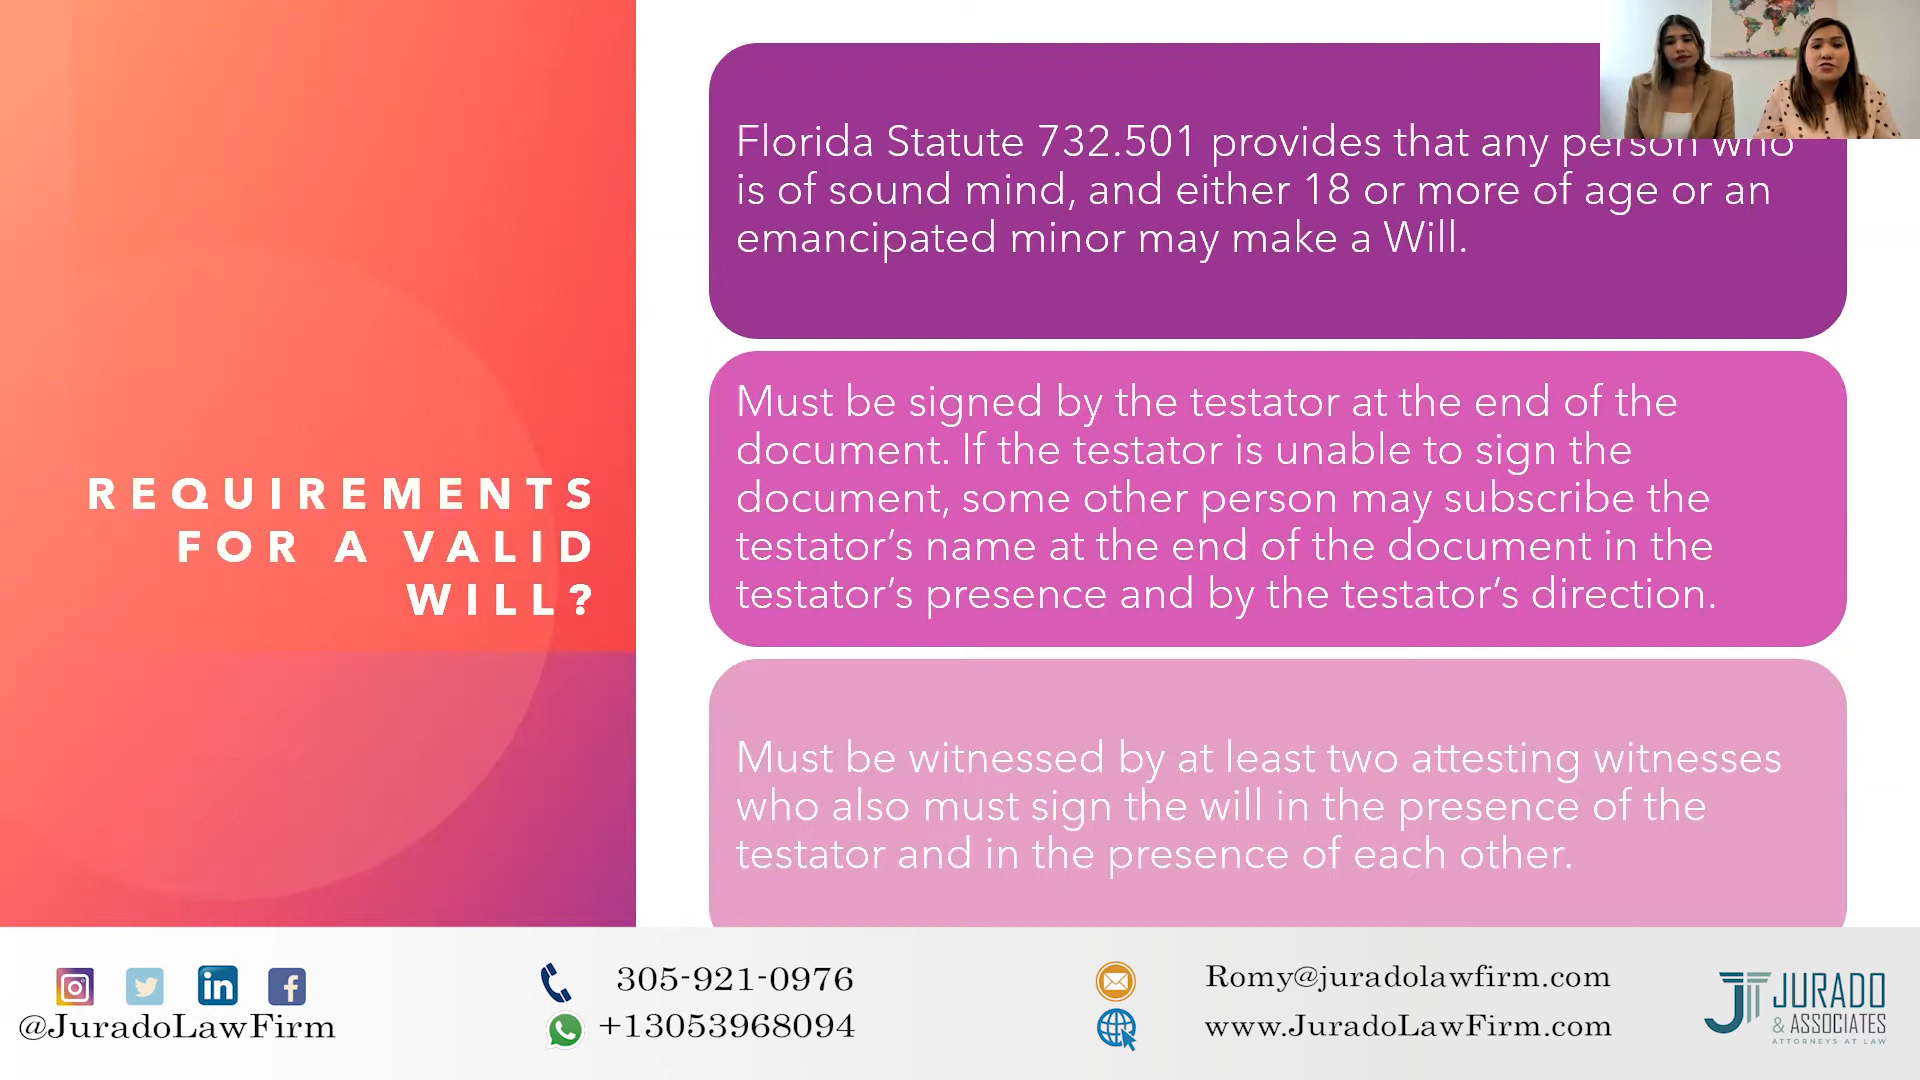 REQUIREMENTS
FOR A VALID
WILL?
Florida Statute 732.501 provides that any person who
is of sound mind, and either 18 or more of age or an
emancipated minor may make a Will.
Must be signed by the testator at the end of the
document. If the testator is unable to sign the
document, some other person may subscribe the
testator’s name at the end of the document in the
testator’s presence and by the testator’s direction.
Must be witnessed by at least two attesting witnesses
who also must sign the will in the presence of the
testator and in the presence of each other.
@JuradoLawFirm
305-921-0976
+13053968094
Romy@juradolawfirm.com
www.JuradoLawFirm.com
JURADO
& ASSOCIATES
ATTORNEYS AT LAW